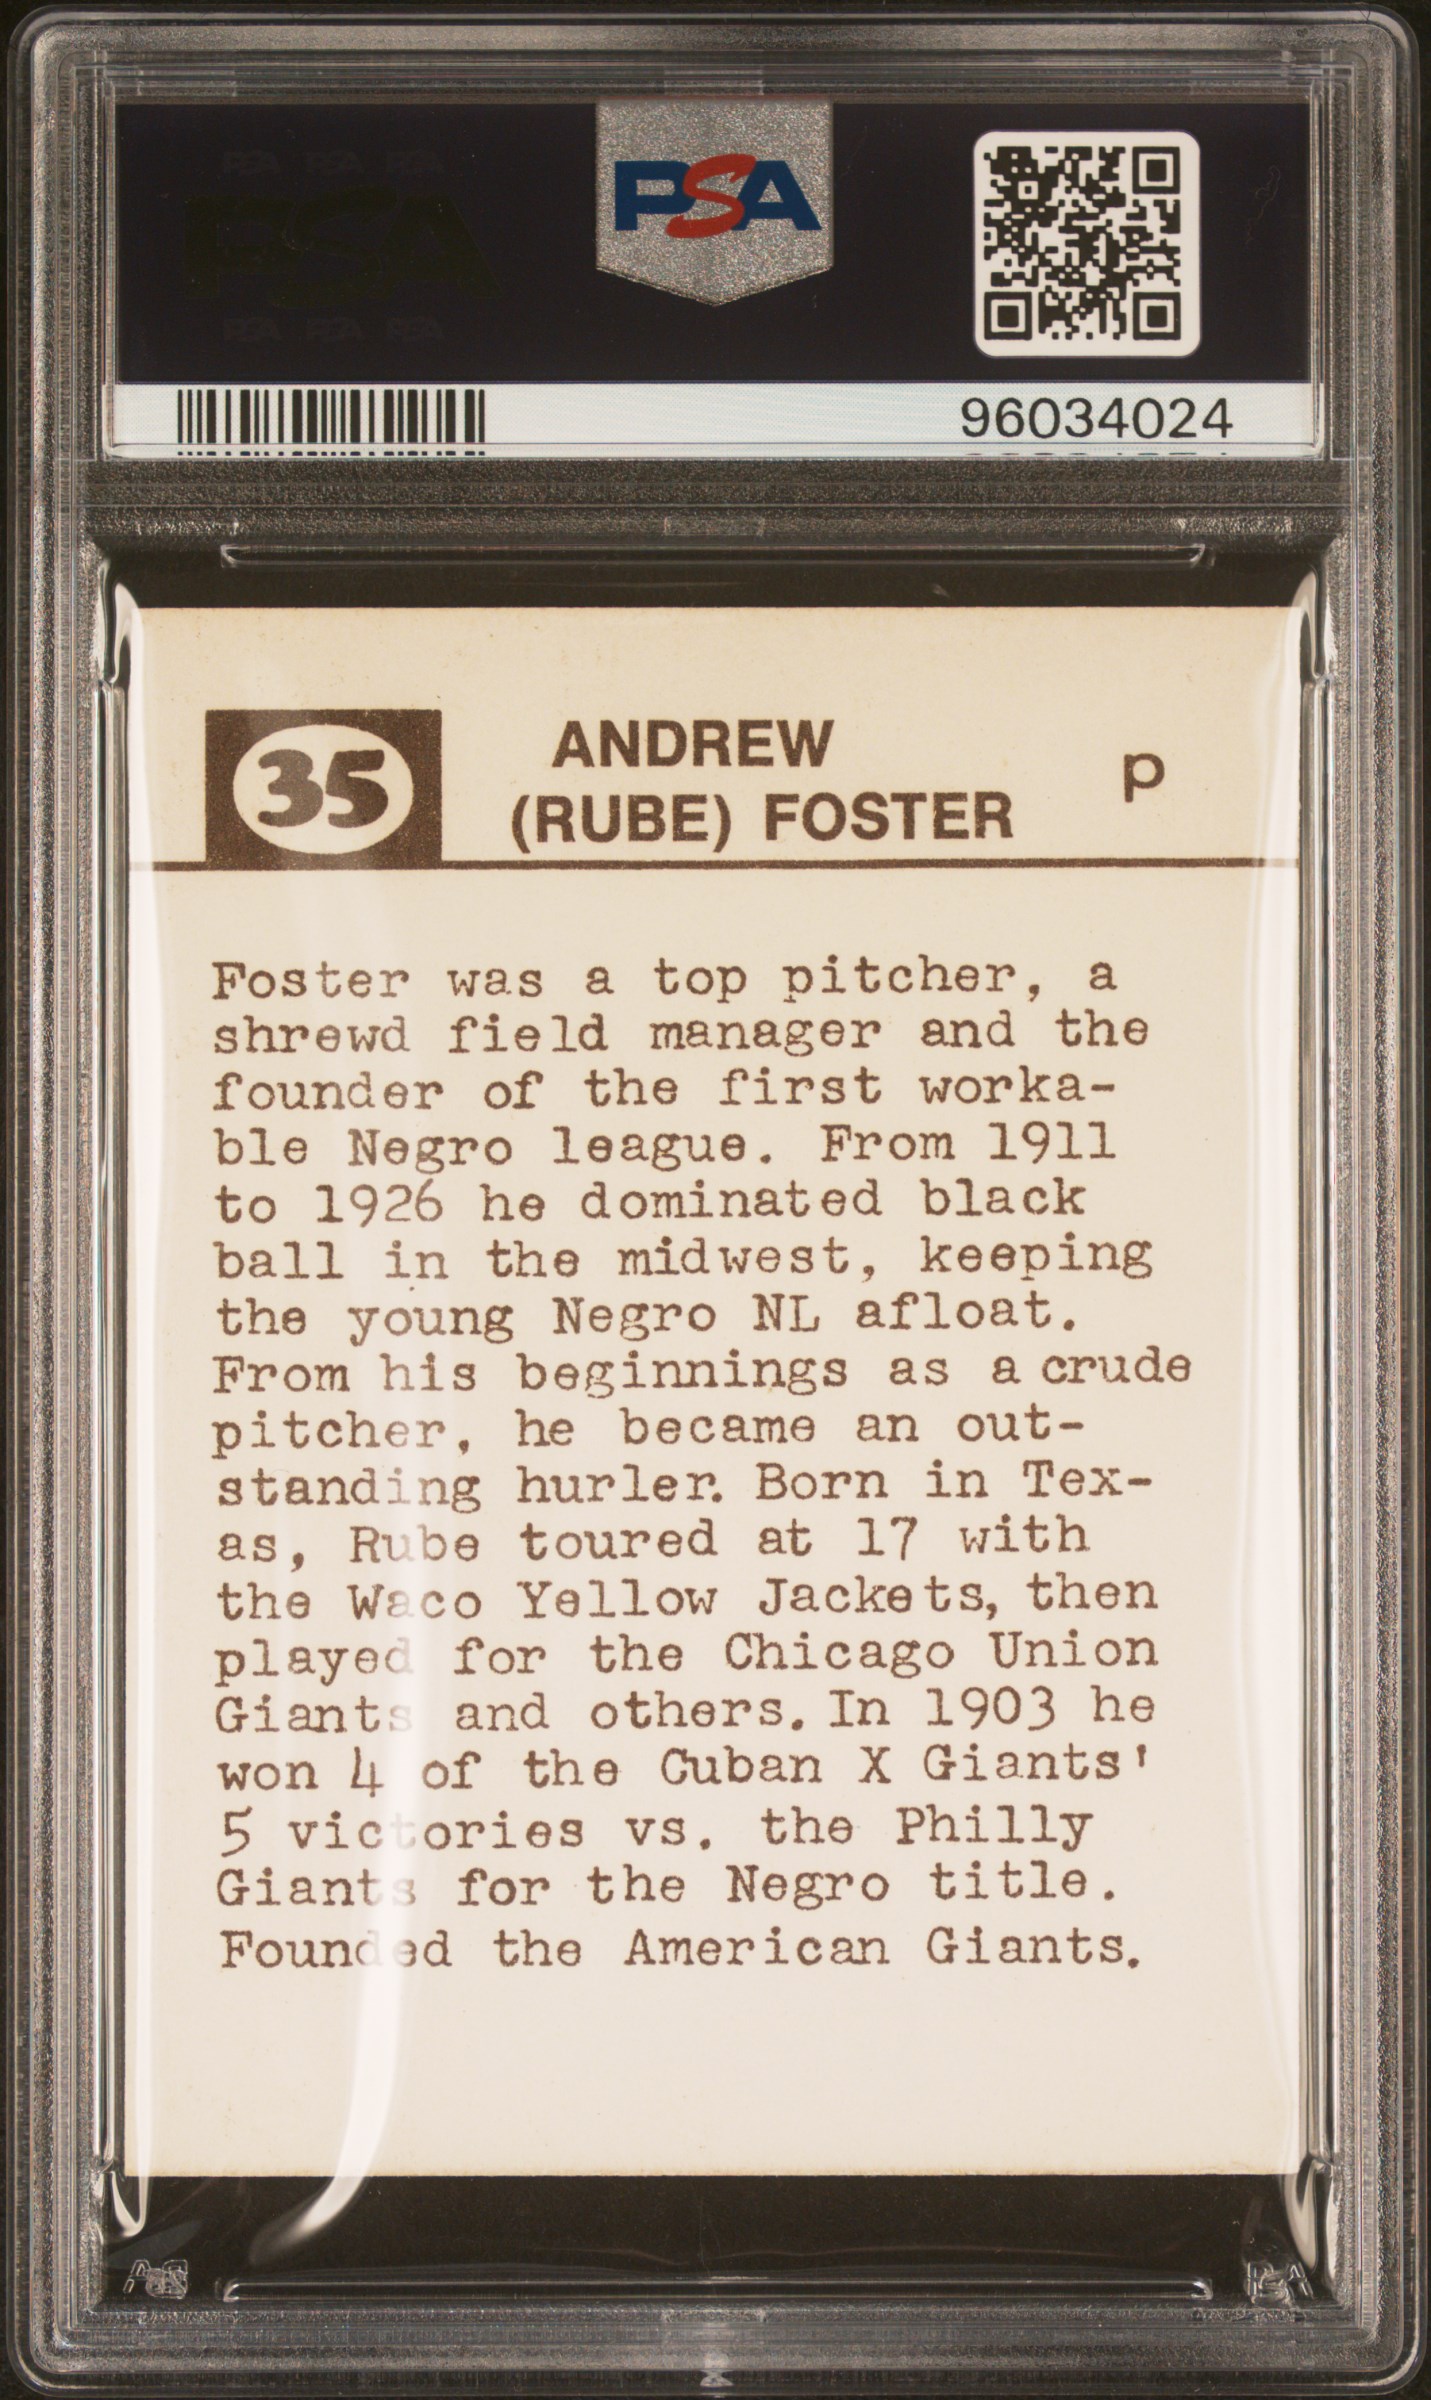 PSA
96034024
35
ANDREW
(RUBE) FOSTER
p
Foster was a top pitcher, a
shrewd field manager and the
founder of the first worka-
ble Negro league. From 1911
to 1926 he dominated black
ball in the midwest, keeping
the young Negro NL afloat.
From his beginnings as a crude
pitcher, he became an out-
standing hurler. Born in Tex-
as, Rube toured at 17 with
the Waco Yellow Jackets, then
played for the Chicago Union
Giants and others. In 1903 he
won 4 of the Cuban X Giants'
5 victories vs. the Philly
Giants for the Negro title.
Founded the American Giants.
PSA